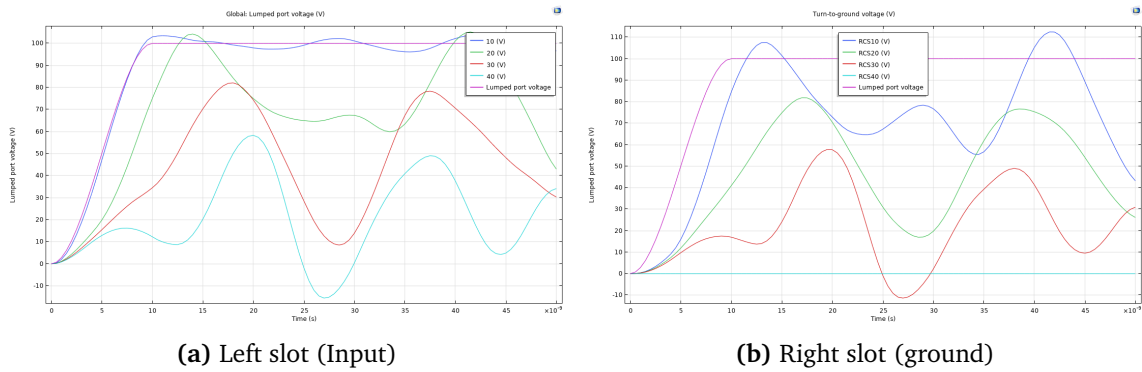 Global: Lumped port voltage (V)
Lumped port voltage (V)
100
90
80
70
60
50
40
30
20
10
0
-10
10 (V)
20 (V)
30 (V)
40 (V)
Lumped port voltage
0 5 10 15 20 25 30 35 40 45 ×10⁻⁹
Time (s)
(a) Left slot (Input)
Turn-to-ground voltage (V)
Lumped port voltage (V)
110
100
90
80
70
60
50
40
30
20
10
0
-10
RCS10 (V)
RCS20 (V)
RCS30 (V)
RCS40 (V)
Lumped port voltage
0 5 10 15 20 25 30 35 40 45 ×10⁻⁹
Time (s)
(b) Right slot (ground)